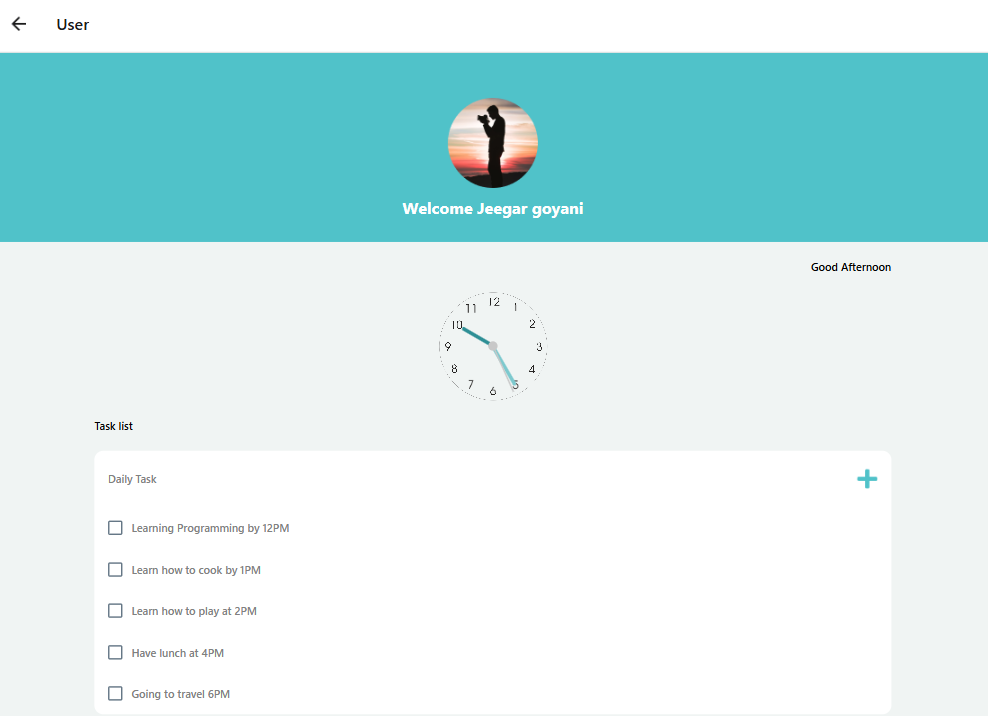 User
Welcome Jeegar goyani
Good Afternoon
12
11 1
10 2
9 3
8 4
7 5
6
Task list
Daily Task
Learning Programming by 12PM
Learn how to cook by 1PM
Learn how to play at 2PM
Have lunch at 4PM
Going to travel 6PM